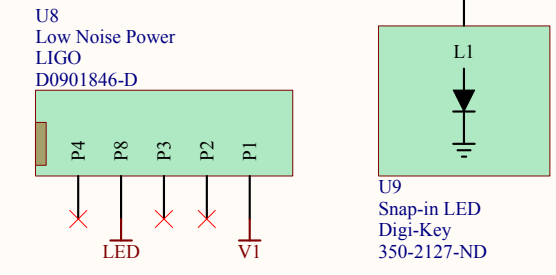 U8
Low Noise Power
LIGO
D0901846-D
P4
P8
P3
P2
P1
LED
V1
L1
U9
Snap-in LED
Digi-Key
350-2127-ND